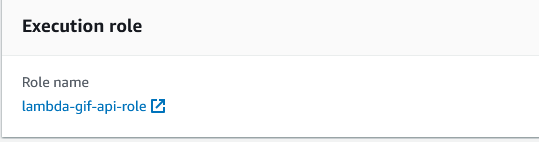 Execution role
Role name
lambda-gif-api-role